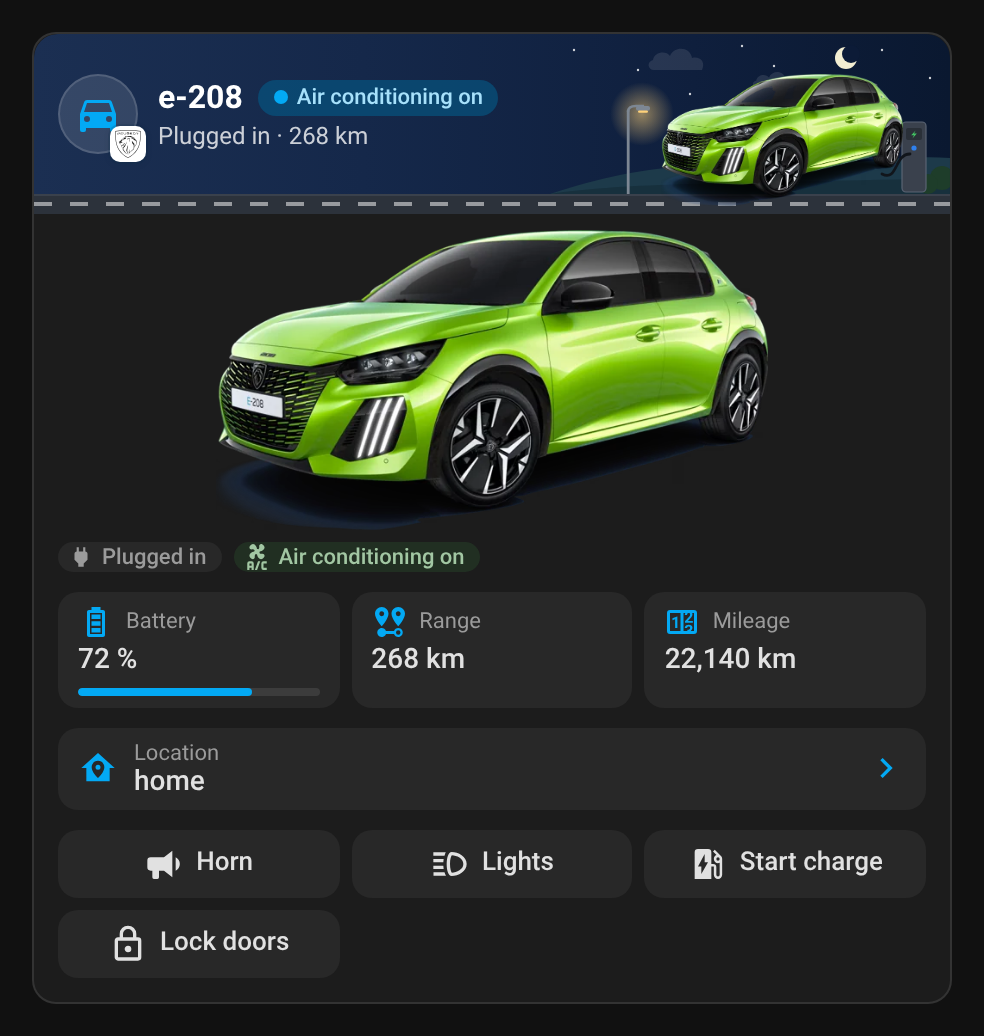 e-208
Air conditioning on
Plugged in · 268 km
E-208
Plugged in
A/C
Air conditioning on
Battery
72 %
Range
268 km
Mileage
22,140 km
Location
home
Horn
Lights
Start charge
Lock doors